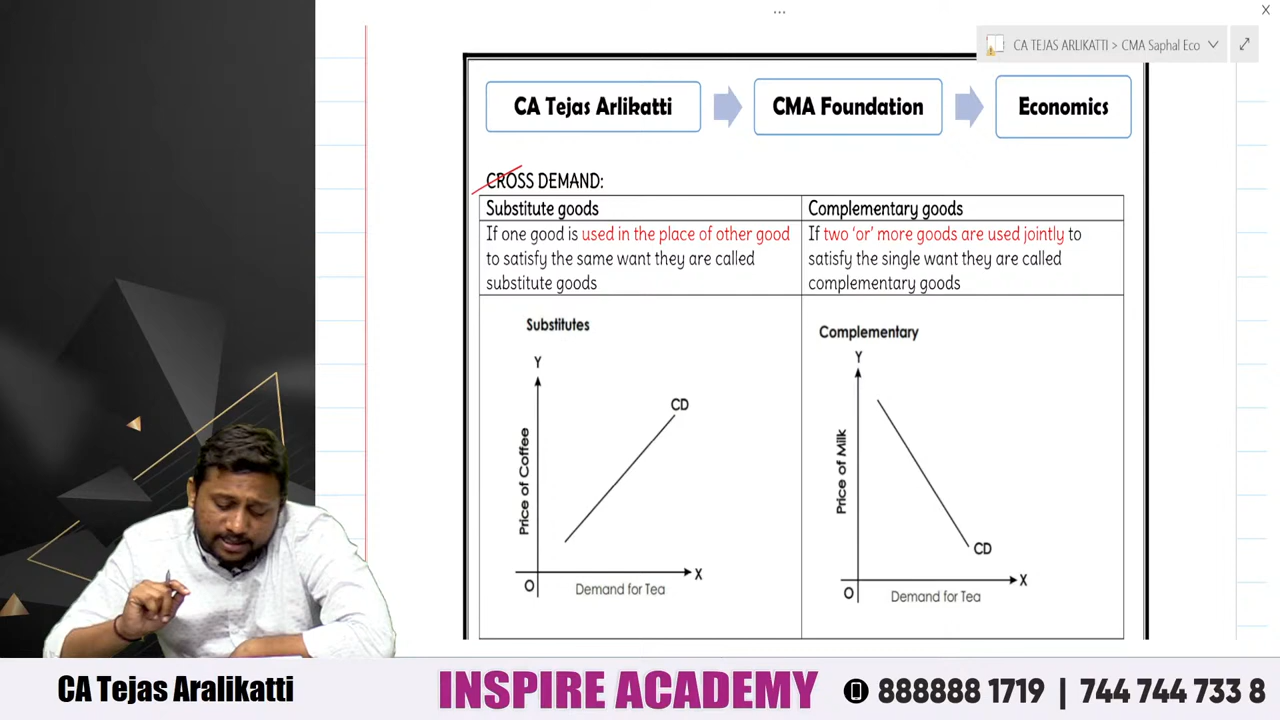 ...
X
CA TEJAS ARLIKATTI > CMA Saphal Eco
CA Tejas Arlikatti
CMA Foundation
Economics
CROSS DEMAND:
Substitute goods
Complementary goods
If one good is used in the place of other good
to satisfy the same want they are called
substitute goods
If two ‘or’ more goods are used jointly to
satisfy the single want they are called
complementary goods
Substitutes
Y
CD
Price of Coffee
O
X
Demand for Tea
Complementary
Y
Price of Milk
CD
O
X
Demand for Tea
CA Tejas Aralikatti
INSPIRE ACADEMY
888888 1719 | 744 744 733 8